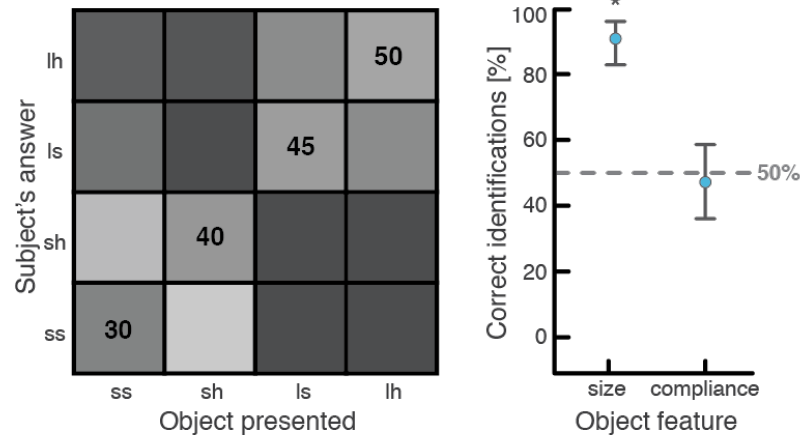 Subject's answer
lh
ls
sh
ss
50
45
40
30
ss sh ls lh
Object presented
*
Correct identifications [%]
100
80
60
40
20
0
50%
size compliance
Object feature